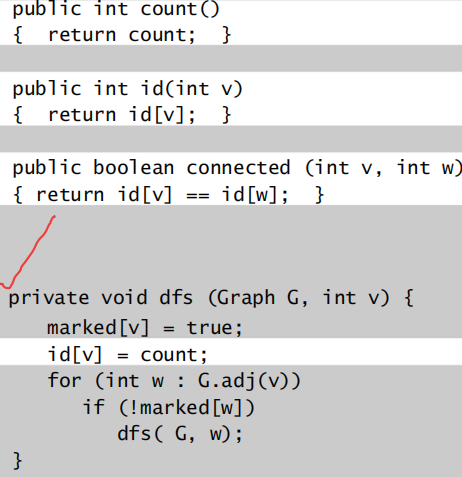 public int count()
{  return count;  }
public int id(int v)
{  return id[v];  }
public boolean connected (int v, int w)
{ return id[v] == id[w];  }
private void dfs (Graph G, int v) {
marked[v] = true;
id[v] = count;
for (int w : G.adj(v))
if (!marked[w])
dfs( G, w);
}